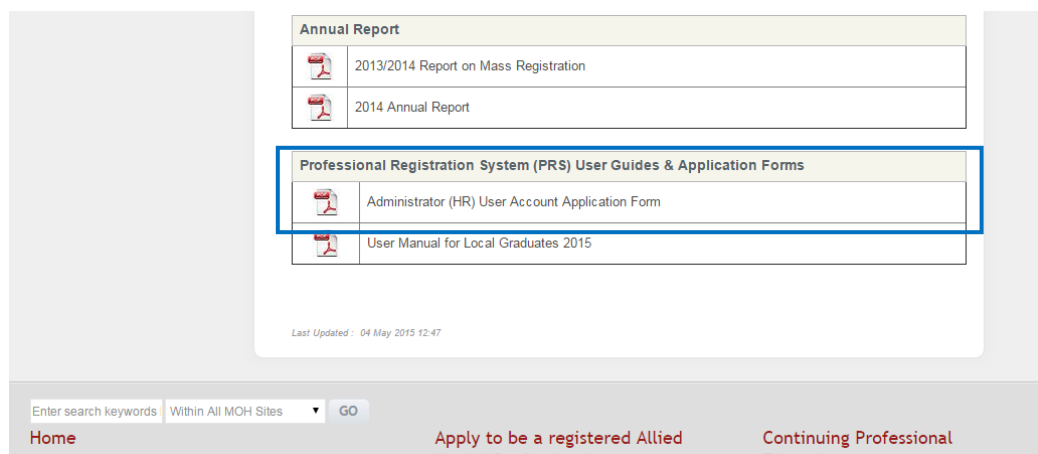 Annual Report
2013/2014 Report on Mass Registration
2014 Annual Report
Professional Registration System (PRS) User Guides & Application Forms
Administrator (HR) User Account Application Form
User Manual for Local Graduates 2015
Last Updated : 04 May 2015 12:47
Enter search keywords Within All MOH Sites GO
Home Apply to be a registered Allied Continuing Professional